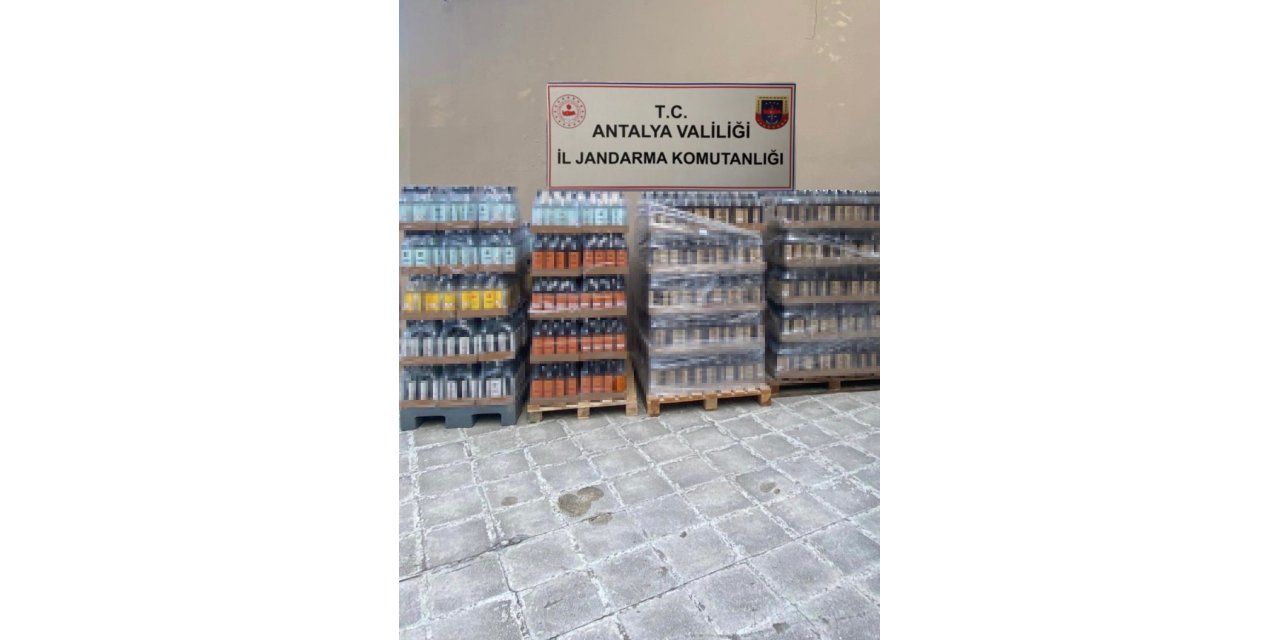 T.C.
ANTALYA VALİLİĞİ
İL JANDARMA KOMUTANLIĞI